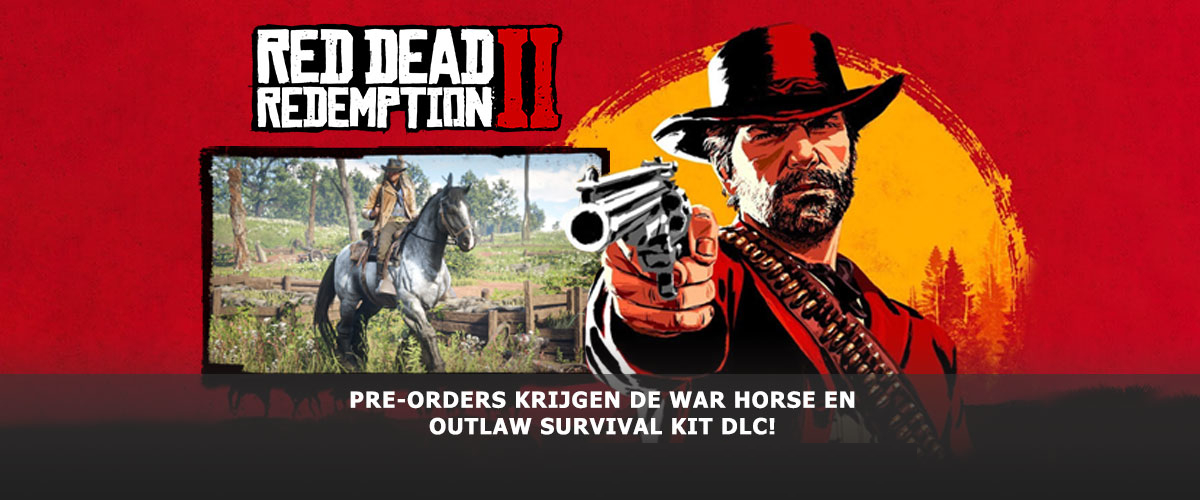 RED DEAD
REDEMPTION II
PRE-ORDERS KRIJGEN DE WAR HORSE EN
OUTLAW SURVIVAL KIT DLC!